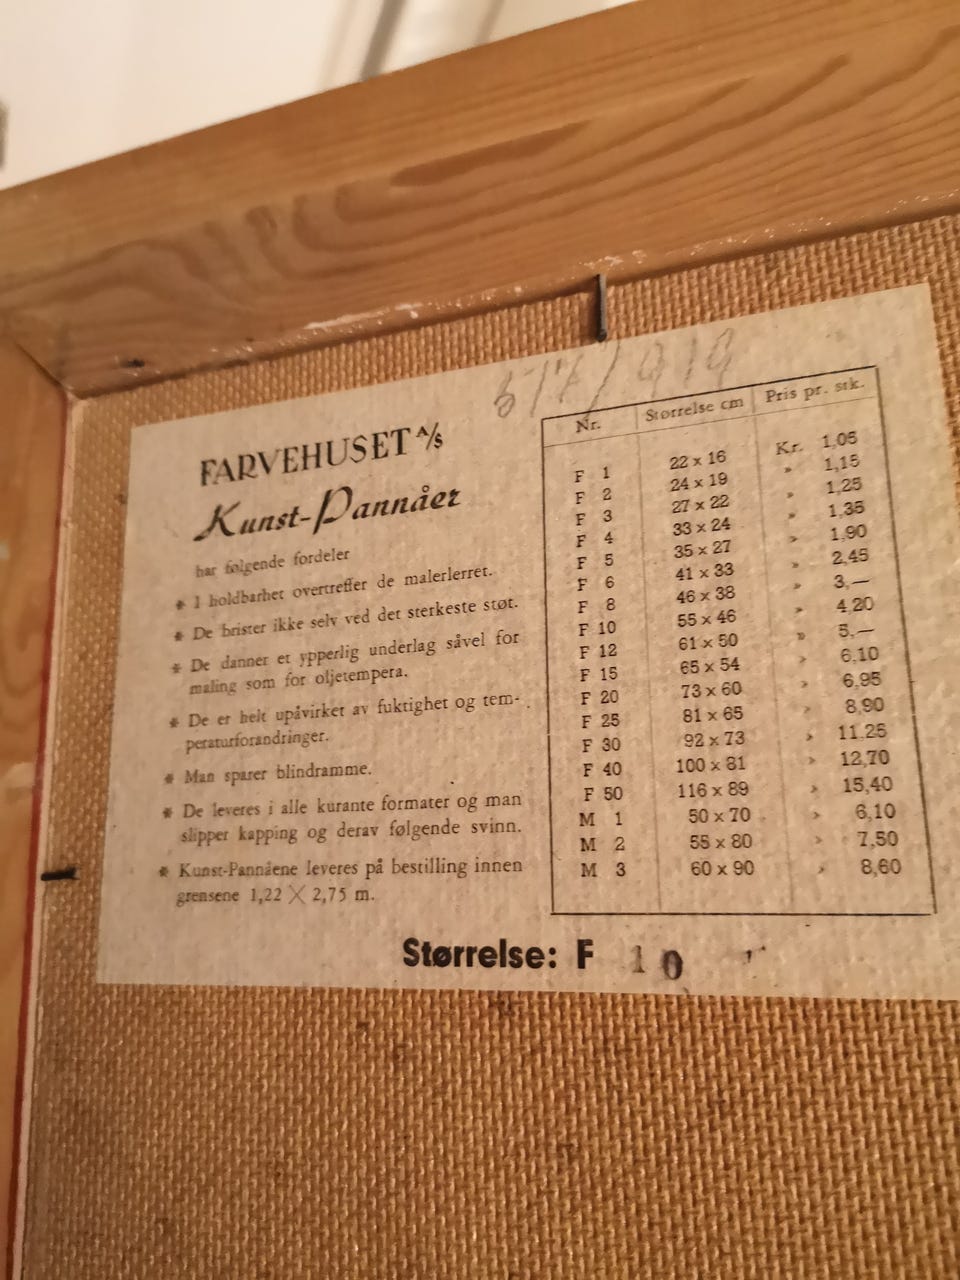 FARVEHUSET A/S
Kunst-Pannåer
har følgende fordeler
* I holdbarhet overtreffer de malerlerret.
* De brister ikke selv ved det sterkeste støt.
* De danner et ypperlig underlag såvel for
maling som for oljetempera.
* De er helt upåvirket av fuktighet og tem-
peraturforandringer.
* Man sparer blindramme.
* De leveres i alle kurante formater og man
slipper kapping og derav følgende svinn.
* Kunst-Pannåene leveres på bestilling innen
grensene 1,22 X 2,75 m.
Nr. Størrelse cm Pris pr. stk.
F 1 22 x 16 Kr. 1,05
F 2 24 x 19 » 1,15
F 3 27 x 22 » 1,25
F 4 33 x 24 » 1,35
F 5 35 x 27 » 1,90
F 6 41 x 33 » 2,45
F 8 46 x 38 » 3,—
F 10 55 x 46 » 4,20
F 12 61 x 50 » 5,—
F 15 65 x 54 » 6,10
F 20 73 x 60 » 6,95
F 25 81 x 65 » 8,90
F 30 92 x 73 » 11,25
F 40 100 x 81 » 12,70
F 50 116 x 89 » 15,40
M 1 50 x 70 » 6,10
M 2 55 x 80 » 7,50
M 3 60 x 90 » 8,60
Størrelse: F 10